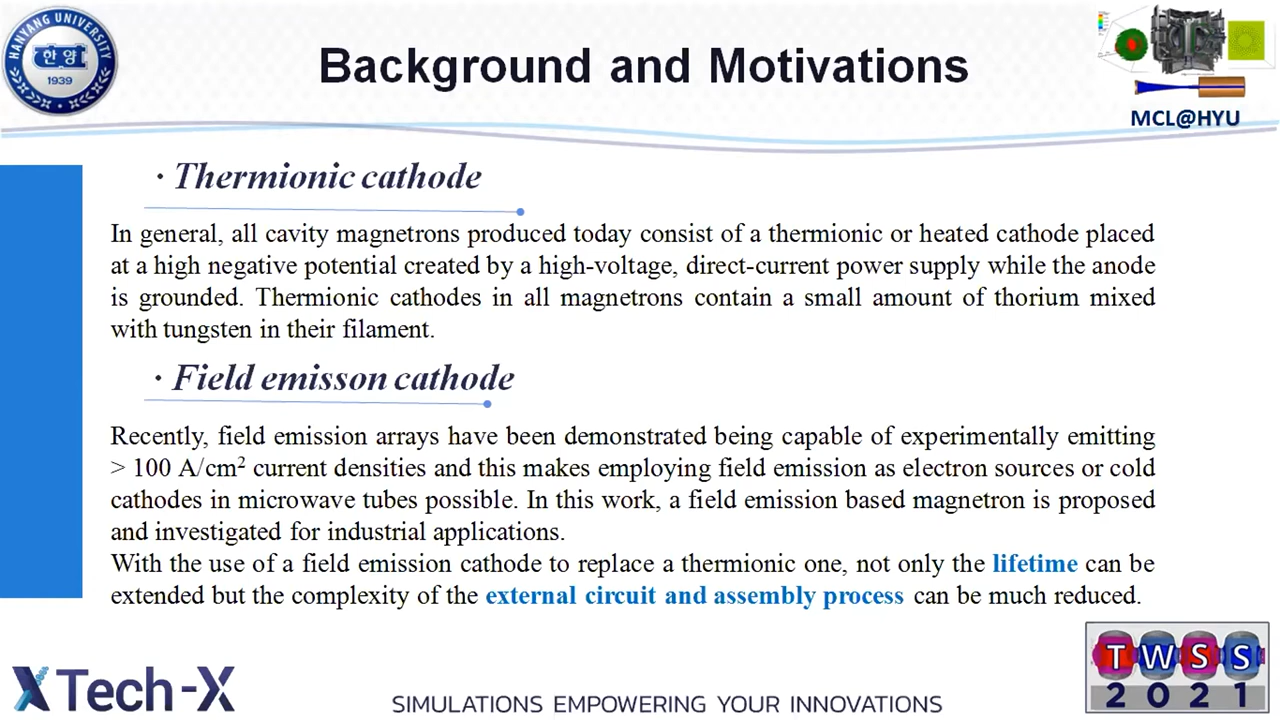 HANYANG UNIVERSITY
한양
1939
Background and Motivations
MCL@HYU
· Thermionic cathode
In general, all cavity magnetrons produced today consist of a thermionic or heated cathode placed
at a high negative potential created by a high-voltage, direct-current power supply while the anode
is grounded. Thermionic cathodes in all magnetrons contain a small amount of thorium mixed
with tungsten in their filament.
· Field emisson cathode
Recently, field emission arrays have been demonstrated being capable of experimentally emitting
> 100 A/cm² current densities and this makes employing field emission as electron sources or cold
cathodes in microwave tubes possible. In this work, a field emission based magnetron is proposed
and investigated for industrial applications.
With the use of a field emission cathode to replace a thermionic one, not only the lifetime can be
extended but the complexity of the external circuit and assembly process can be much reduced.
Tech-X
SIMULATIONS EMPOWERING YOUR INNOVATIONS
TWSS
2021